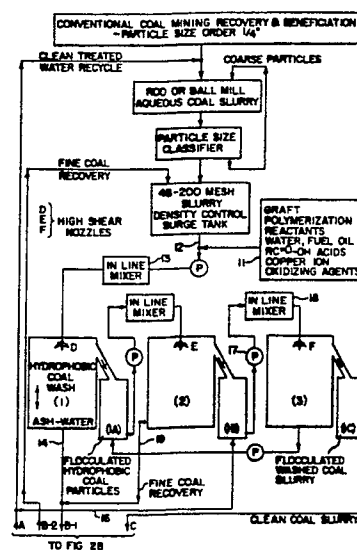 CONVENTIONAL COAL MINING RECOVERY & BENEFICIATION
~PARTICLE SIZE ORDER 1/4"
CLEAN TREATED
WATER RECYCLE
COARSE PARTICLES
ROD OR BALL MILL
AQUEOUS COAL SLURRY
PARTICLE SIZE
CLASSIFIER
FINE COAL
RECOVERY
48-200 MESH
SLURRY
DENSITY CONTROL
SURGE TANK
D
E
F
HIGH SHEAR
NOZZLES
GRAFT
POLYMERIZATION
REACTANTS
WATER, FUEL OIL
RC=O-OH ACIDS
COPPER ION
OXIDIZING AGENTS
12
11
13
IN LINE
MIXER
P
IN LINE
MIXER
IN LINE
MIXER
18
D
P
E
17
P
F
HYDROPHOBIC
COAL
WASH
(1)
ASH-WATER
(2)
(3)
(1A)
(1B)
(1C)
14
19
P
FLOCCULATED
HYDROPHOBIC
COAL
PARTICLES
FINE COAL
RECOVERY
FLOCCULATED
WASHED COAL
SLURRY
16
CLEAN COAL SLURRY
A
B-2
B-1
C
TO FIG 2B